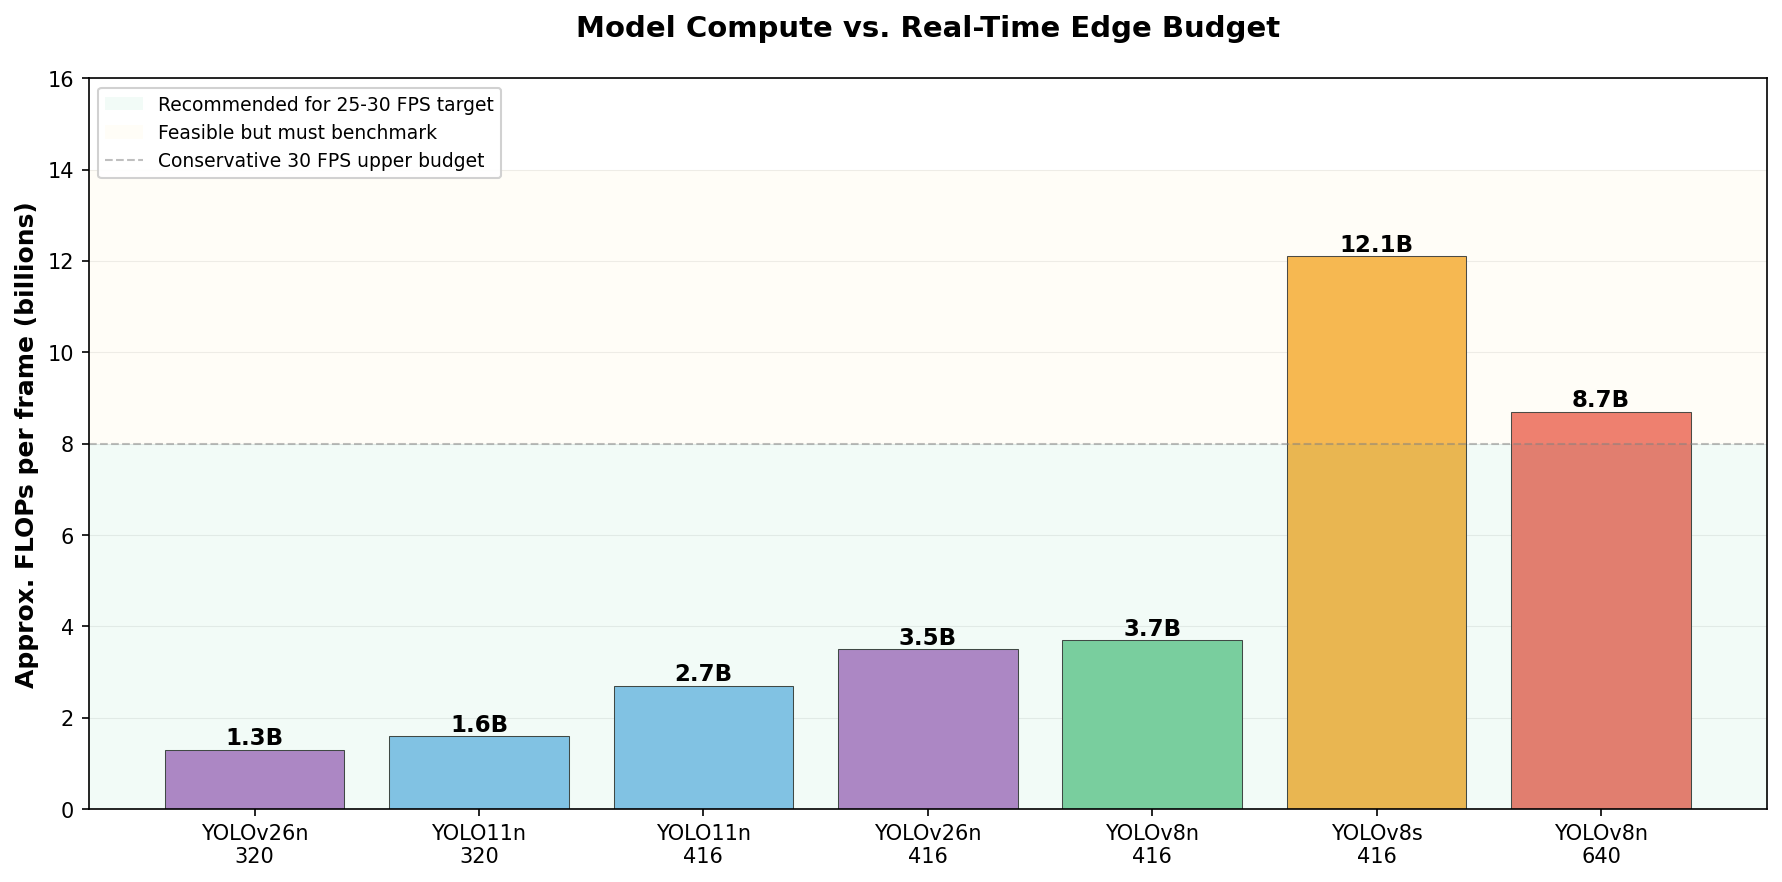 Model Compute vs. Real-Time Edge Budget
Recommended for 25-30 FPS target
Feasible but must benchmark
Conservative 30 FPS upper budget
Approx. FLOPs per frame (billions)
16
14
12
10
8
6
4
2
0
1.3B
1.6B
2.7B
3.5B
3.7B
12.1B
8.7B
YOLOv26n
320
YOLO11n
320
YOLO11n
416
YOLOv26n
416
YOLOv8n
416
YOLOv8s
416
YOLOv8n
640